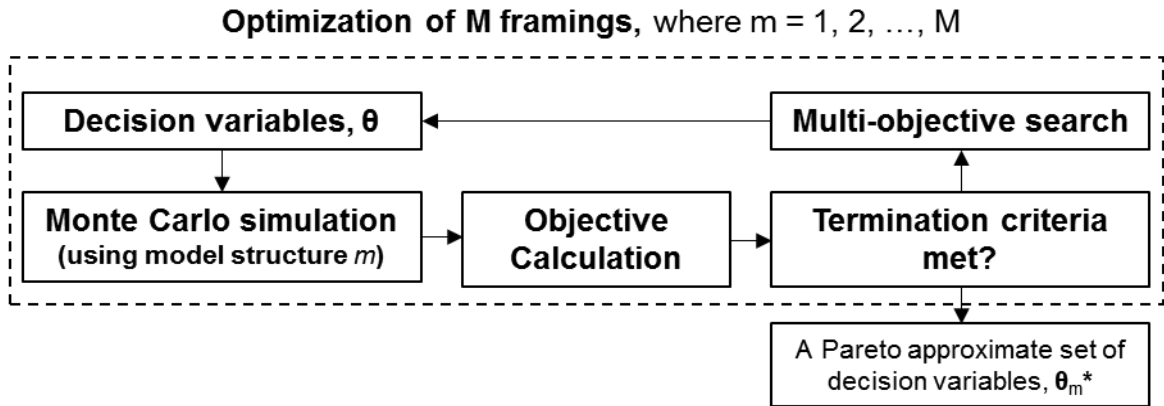 Optimization of M framings, where m = 1, 2, …, M
Decision variables, θ
Multi-objective search
Monte Carlo simulation
(using model structure m)
Objective
Calculation
Termination criteria
met?
A Pareto approximate set of
decision variables, θm*